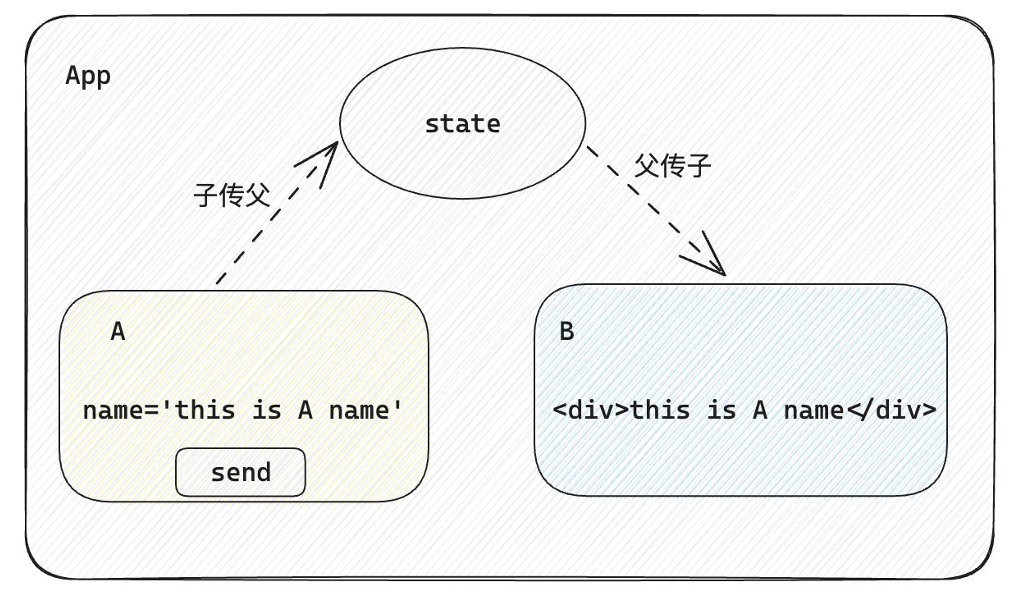 App
state
子传父
父传子
A
B
name='this is A name'
<div>this is A name</div>
send